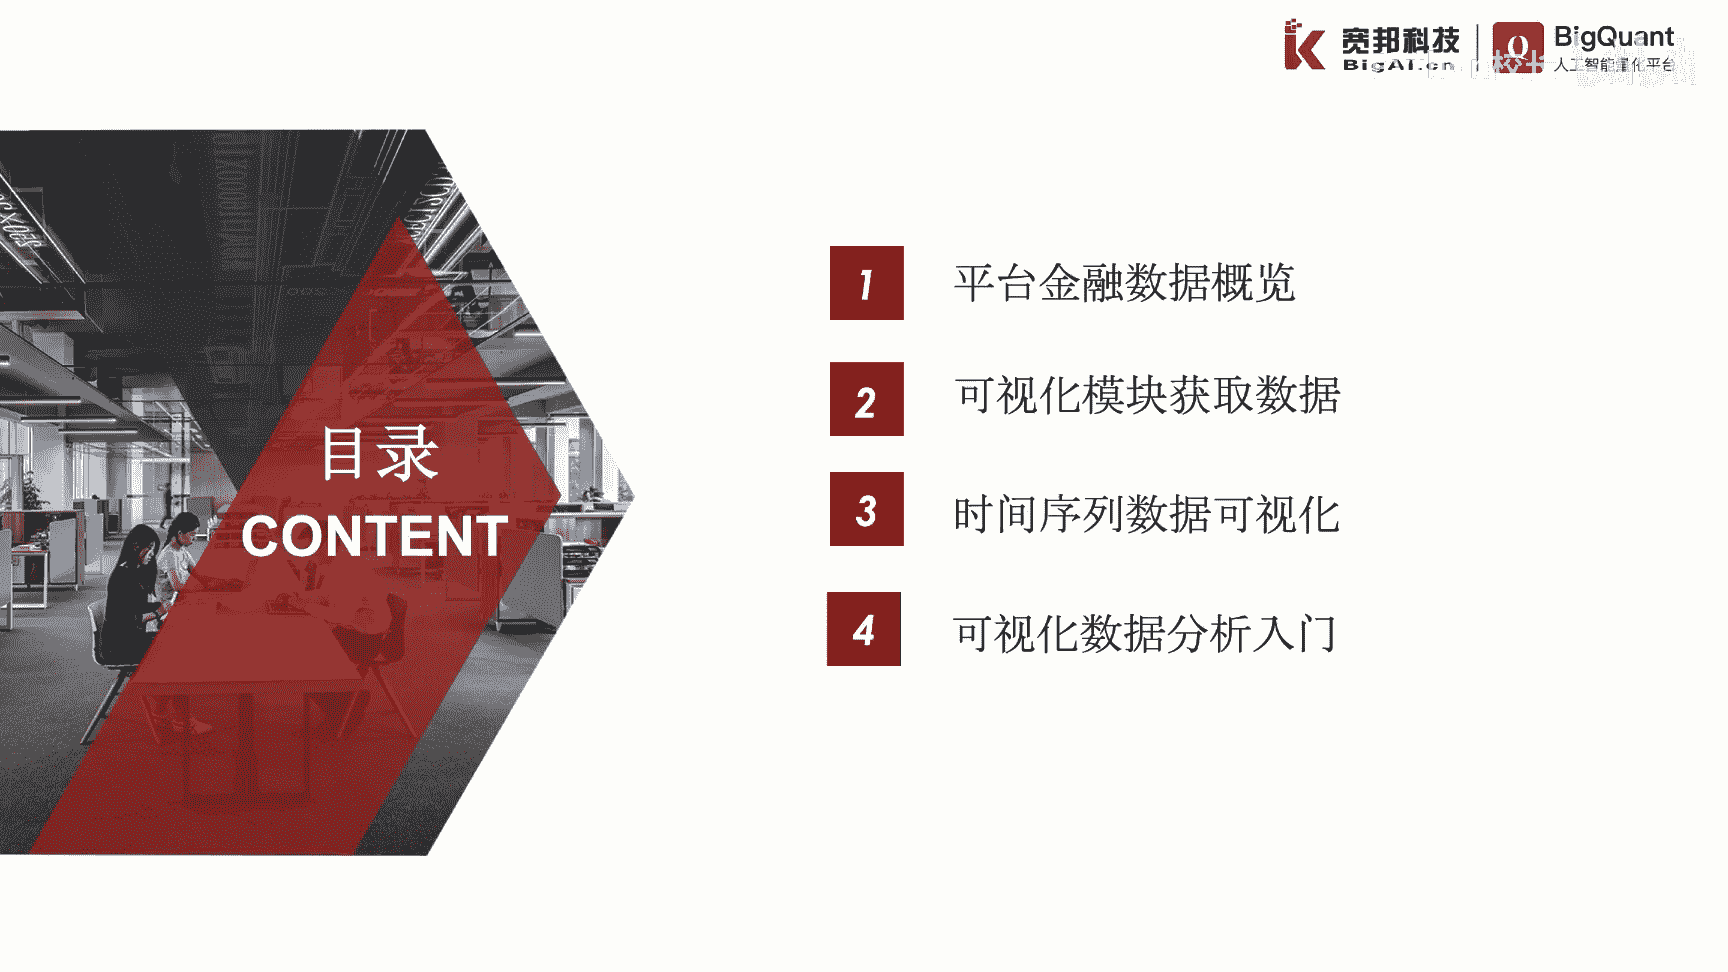 宽邦科技
BigAI.cn
BigQuant
人工智能量化平台
目录
CONTENT
1 平台金融数据概览
2 可视化模块获取数据
3 时间序列数据可视化
4 可视化数据分析入门